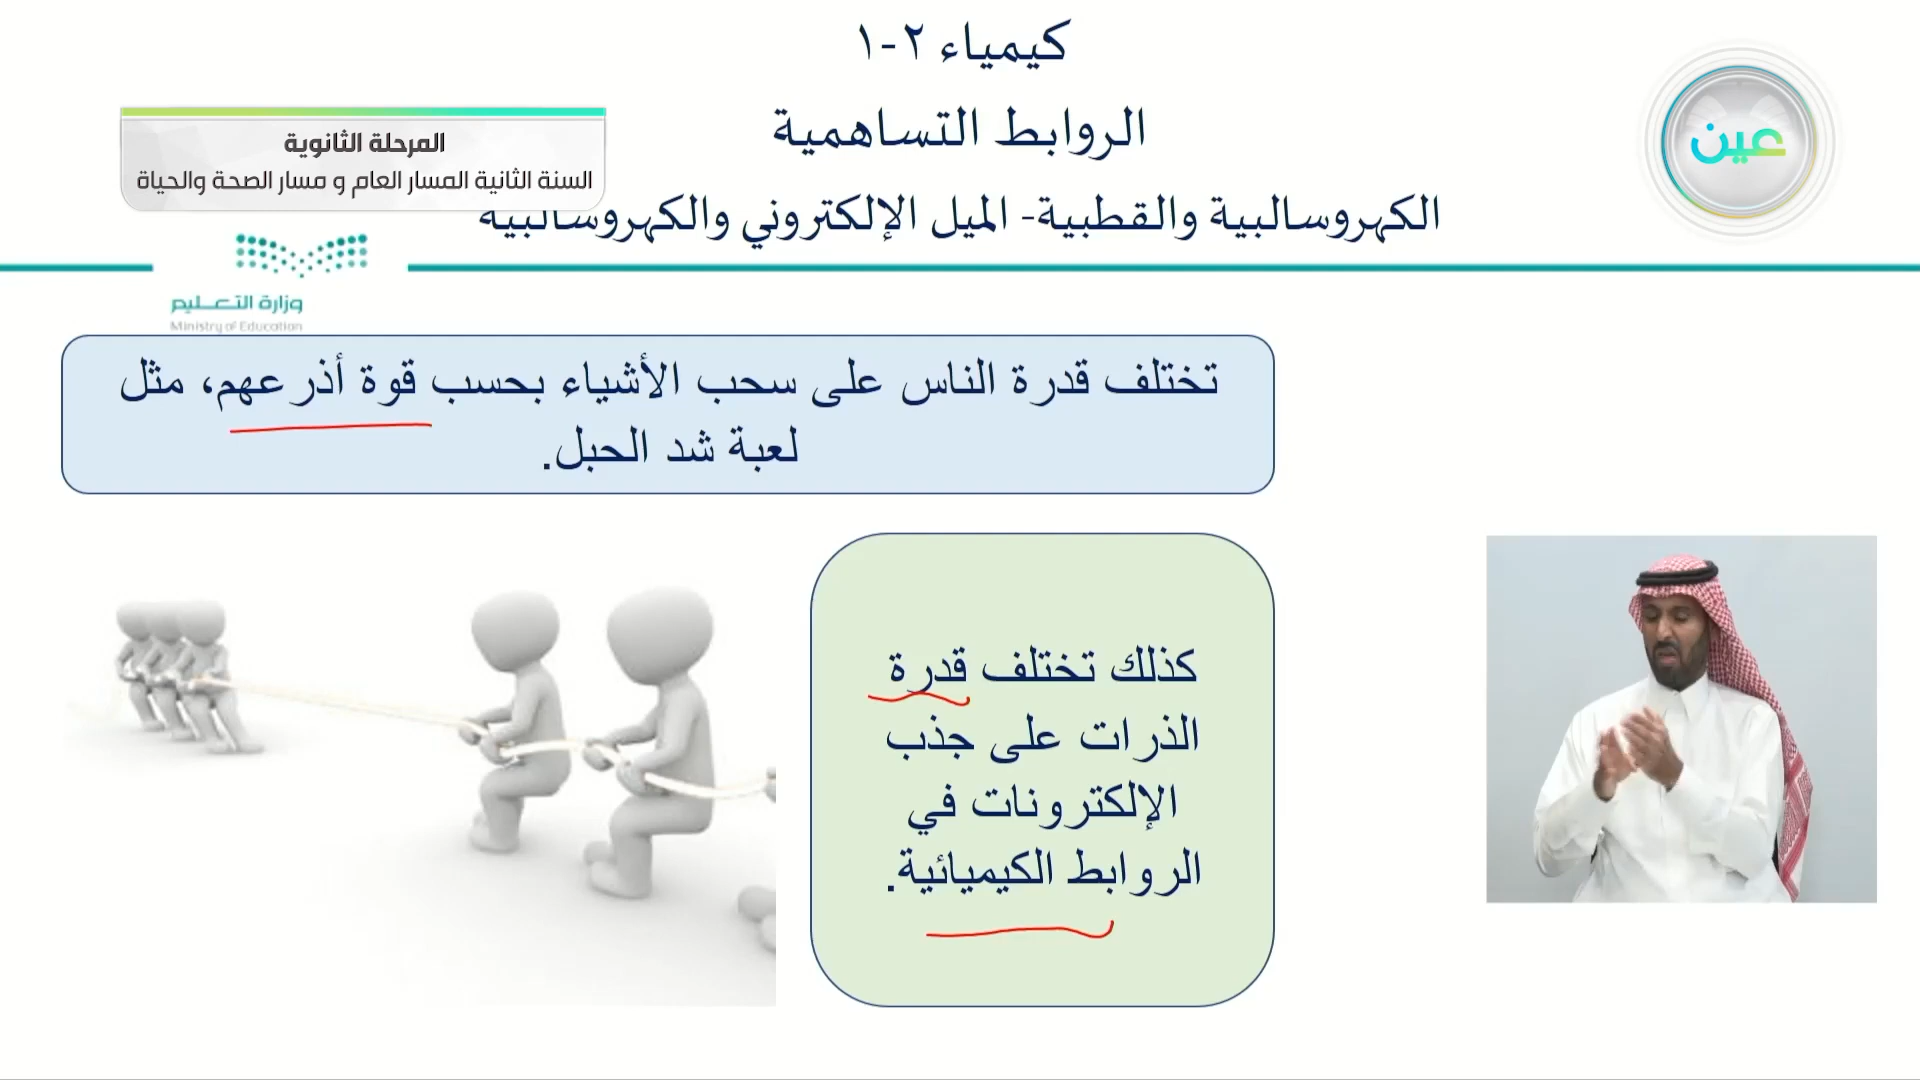 كيمياء ٢-١
الروابط التساهمية
الكهروسالبية والقطبية- الميل الإلكتروني والكهروسالبية
المرحلة الثانوية
السنة الثانية المسار العام و مسار الصحة والحياة
عين
وزارة التعليم
Ministry of Education
تختلف قدرة الناس على سحب الأشياء بحسب قوة أذرعهم، مثل
لعبة شد الحبل.
كذلك تختلف قدرة
الذرات على جذب
الإلكترونات في
الروابط الكيميائية.